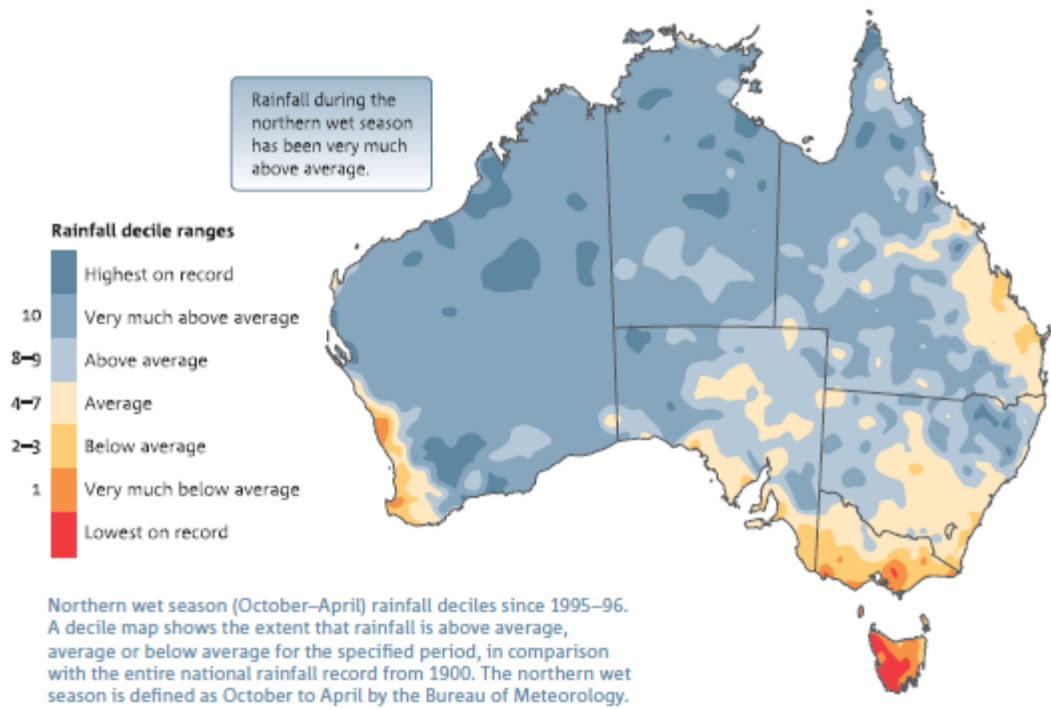 Rainfall during the
northern wet season
has been very much
above average.
Rainfall decile ranges
Highest on record
10 Very much above average
8–9 Above average
4–7 Average
2–3 Below average
1 Very much below average
Lowest on record
Northern wet season (October–April) rainfall deciles since 1995–96.
A decile map shows the extent that rainfall is above average,
average or below average for the specified period, in comparison
with the entire national rainfall record from 1900. The northern wet
season is defined as October to April by the Bureau of Meteorology.